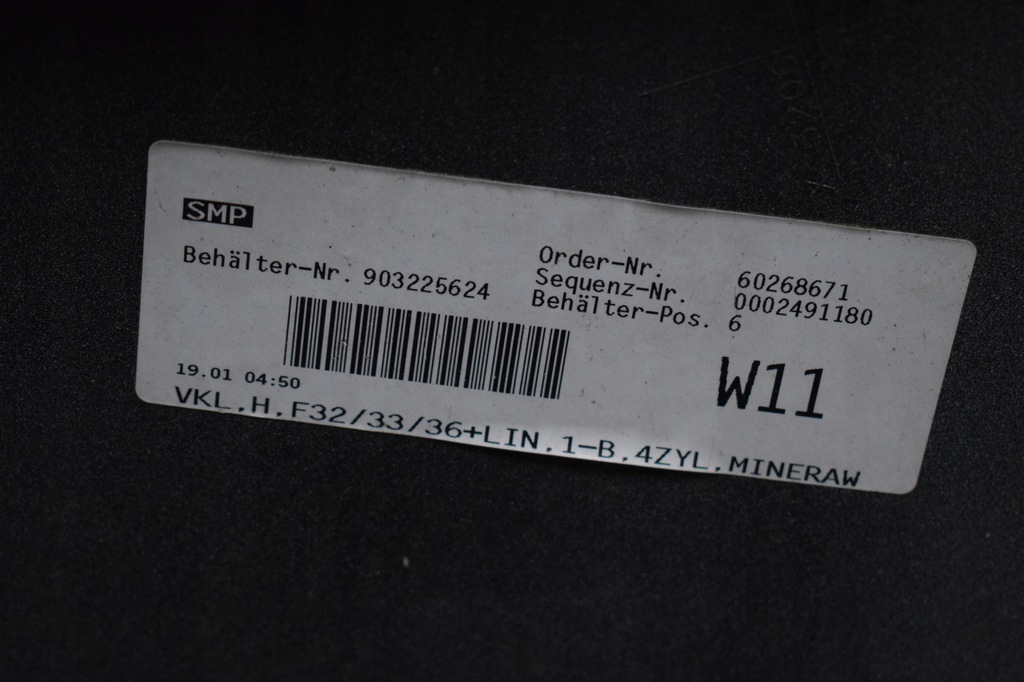 SMP
Behälter-Nr. 903225624
Order-Nr. 60268671
Sequenz-Nr. 0002491180
Behälter-Pos. 6
W11
19.01 04:50
VKL.H.F32/33/36+LIN.1-B.4ZYL.MINERAW